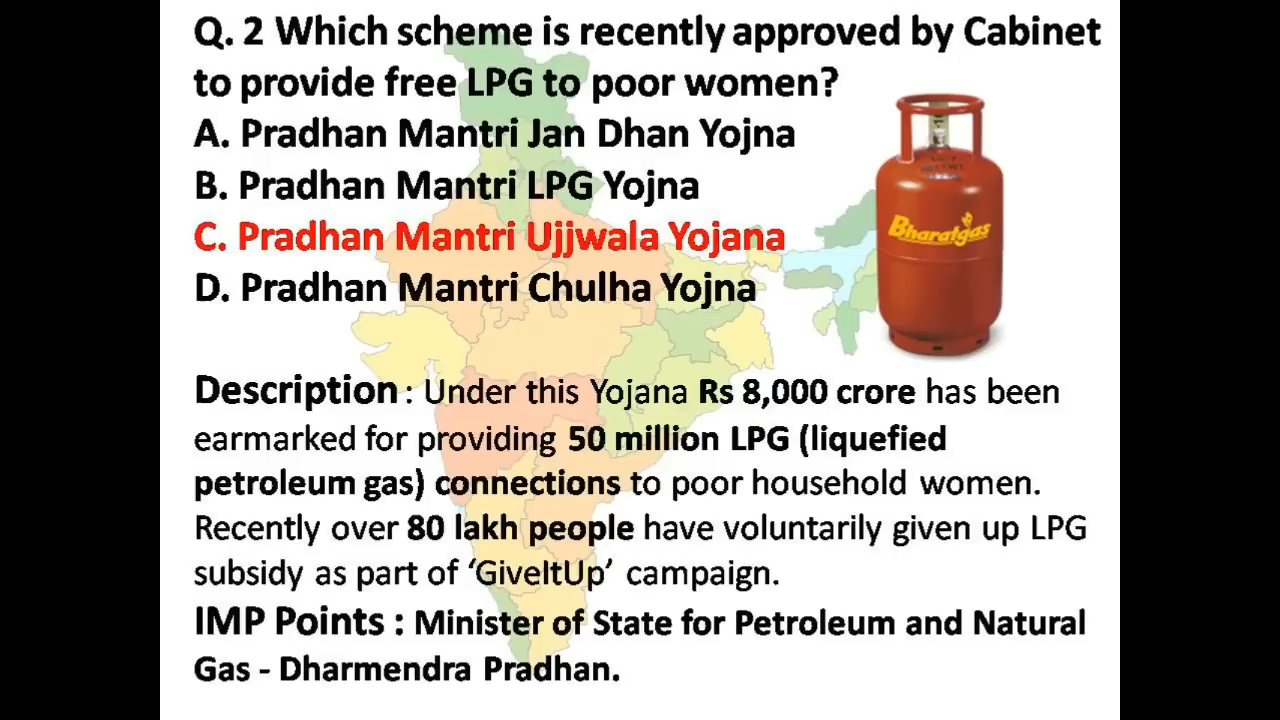 Q. 2 Which scheme is recently approved by Cabinet
to provide free LPG to poor women?
A. Pradhan Mantri Jan Dhan Yojna
B. Pradhan Mantri LPG Yojna
C. Pradhan Mantri Ujjwala Yojana
D. Pradhan Mantri Chulha Yojna
Bharatgas
Description : Under this Yojana Rs 8,000 crore has been
earmarked for providing 50 million LPG (liquefied
petroleum gas) connections to poor household women.
Recently over 80 lakh people have voluntarily given up LPG
subsidy as part of ‘GiveItUp’ campaign.
IMP Points : Minister of State for Petroleum and Natural
Gas - Dharmendra Pradhan.